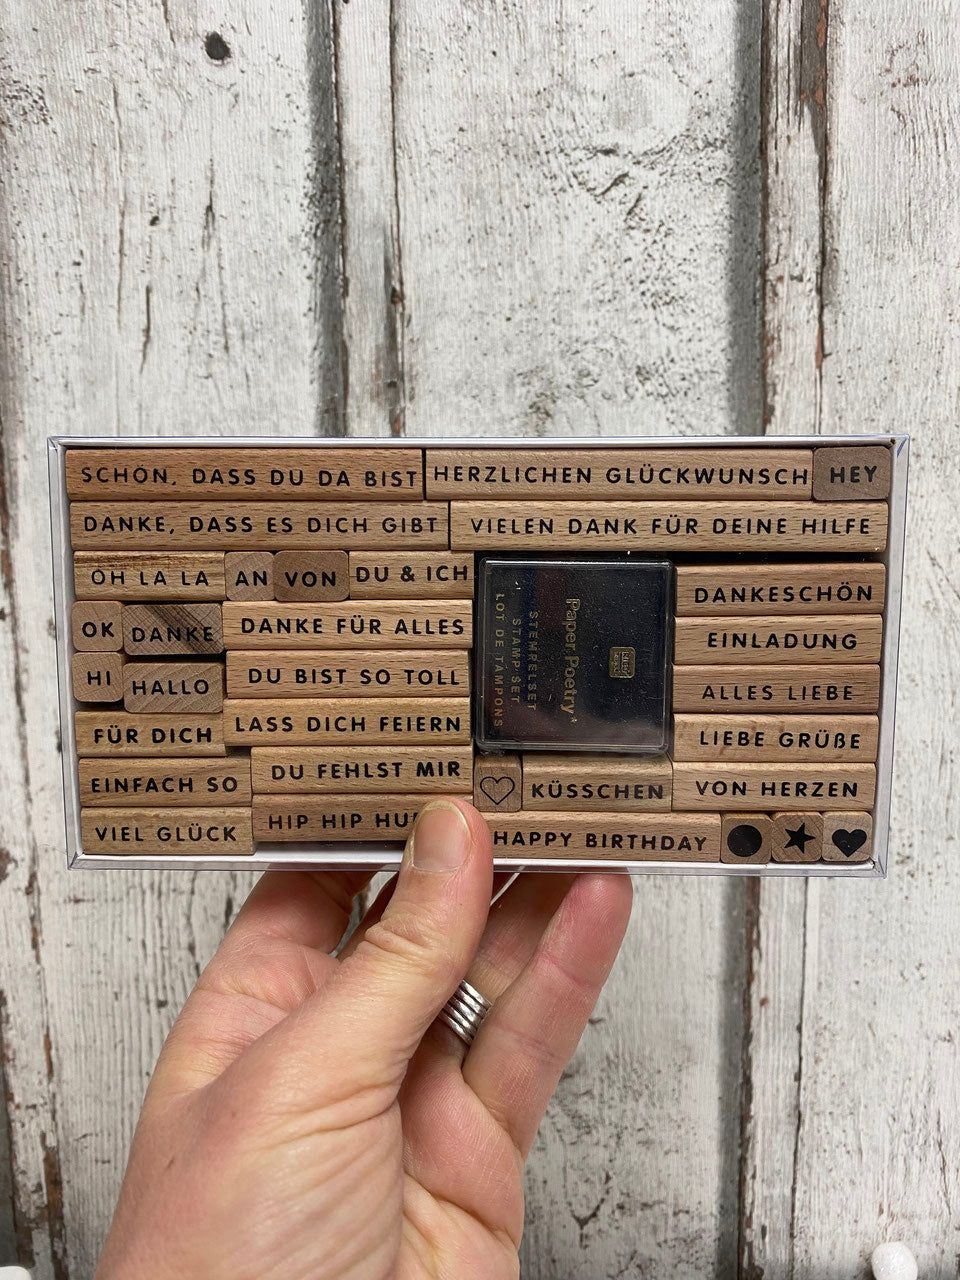 SCHÖN, DASS DU DA BIST
HERZLICHEN GLÜCKWUNSCH
HEY
DANKE, DASS ES DICH GIBT
VIELEN DANK FÜR DEINE HILFE
OH LA LA
AN
VON
DU & ICH
OK
DANKE
DANKE FÜR ALLES
HI
HALLO
DU BIST SO TOLL
FÜR DICH
LASS DICH FEIERN
EINFACH SO
DU FEHLST MIR
VIEL GLÜCK
HIP HIP
Paper Poetry
STEMPELSET
STAMP SET
LOT DE TAMPONS
DANKESCHÖN
EINLADUNG
ALLES LIEBE
LIEBE GRÜßE
KÜSSCHEN
VON HERZEN
HAPPY BIRTHDAY